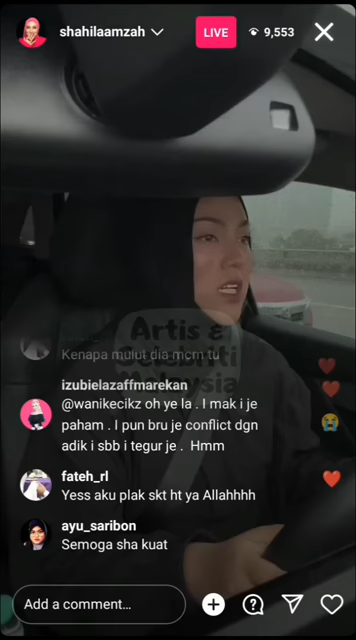 shahilaamzah
LIVE
9,553
Artis &
Selebriti
Malaysia
Kenapa mulut dia mcm tu
izubielazaffmarekan
@wanikecikz oh ye la . I mak i je
paham . I pun bru je conflict dgn
adik i sbb i tegur je . Hmm
fateh_rl
Yess aku plak skt ht ya Allahhhh
ayu_saribon
Semoga sha kuat
Add a comment...